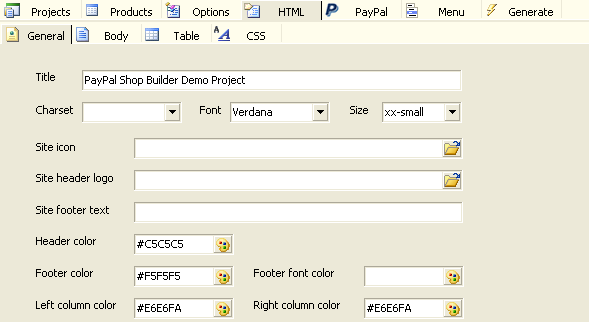 Projects Products Options HTML PayPal Menu Generate
General Body Table CSS
Title PayPal Shop Builder Demo Project
Charset Font Verdana Size xx-small
Site icon
Site header logo
Site footer text
Header color #C5C5C5
Footer color #F5F5F5 Footer font color
Left column color #E6E6FA Right column color #E6E6FA